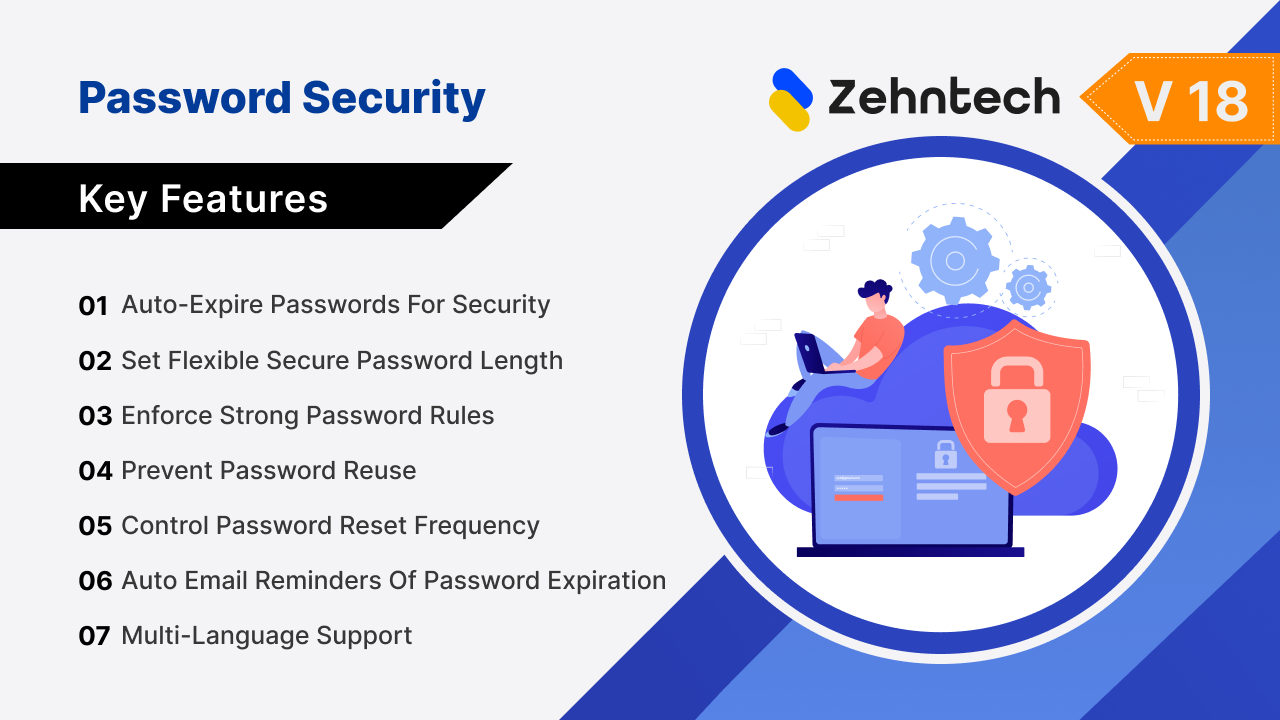 Password Security
Zehntech
V 18
Key Features
01 Auto-Expire Passwords For Security
02 Set Flexible Secure Password Length
03 Enforce Strong Password Rules
04 Prevent Password Reuse
05 Control Password Reset Frequency
06 Auto Email Reminders Of Password Expiration
07 Multi-Language Support